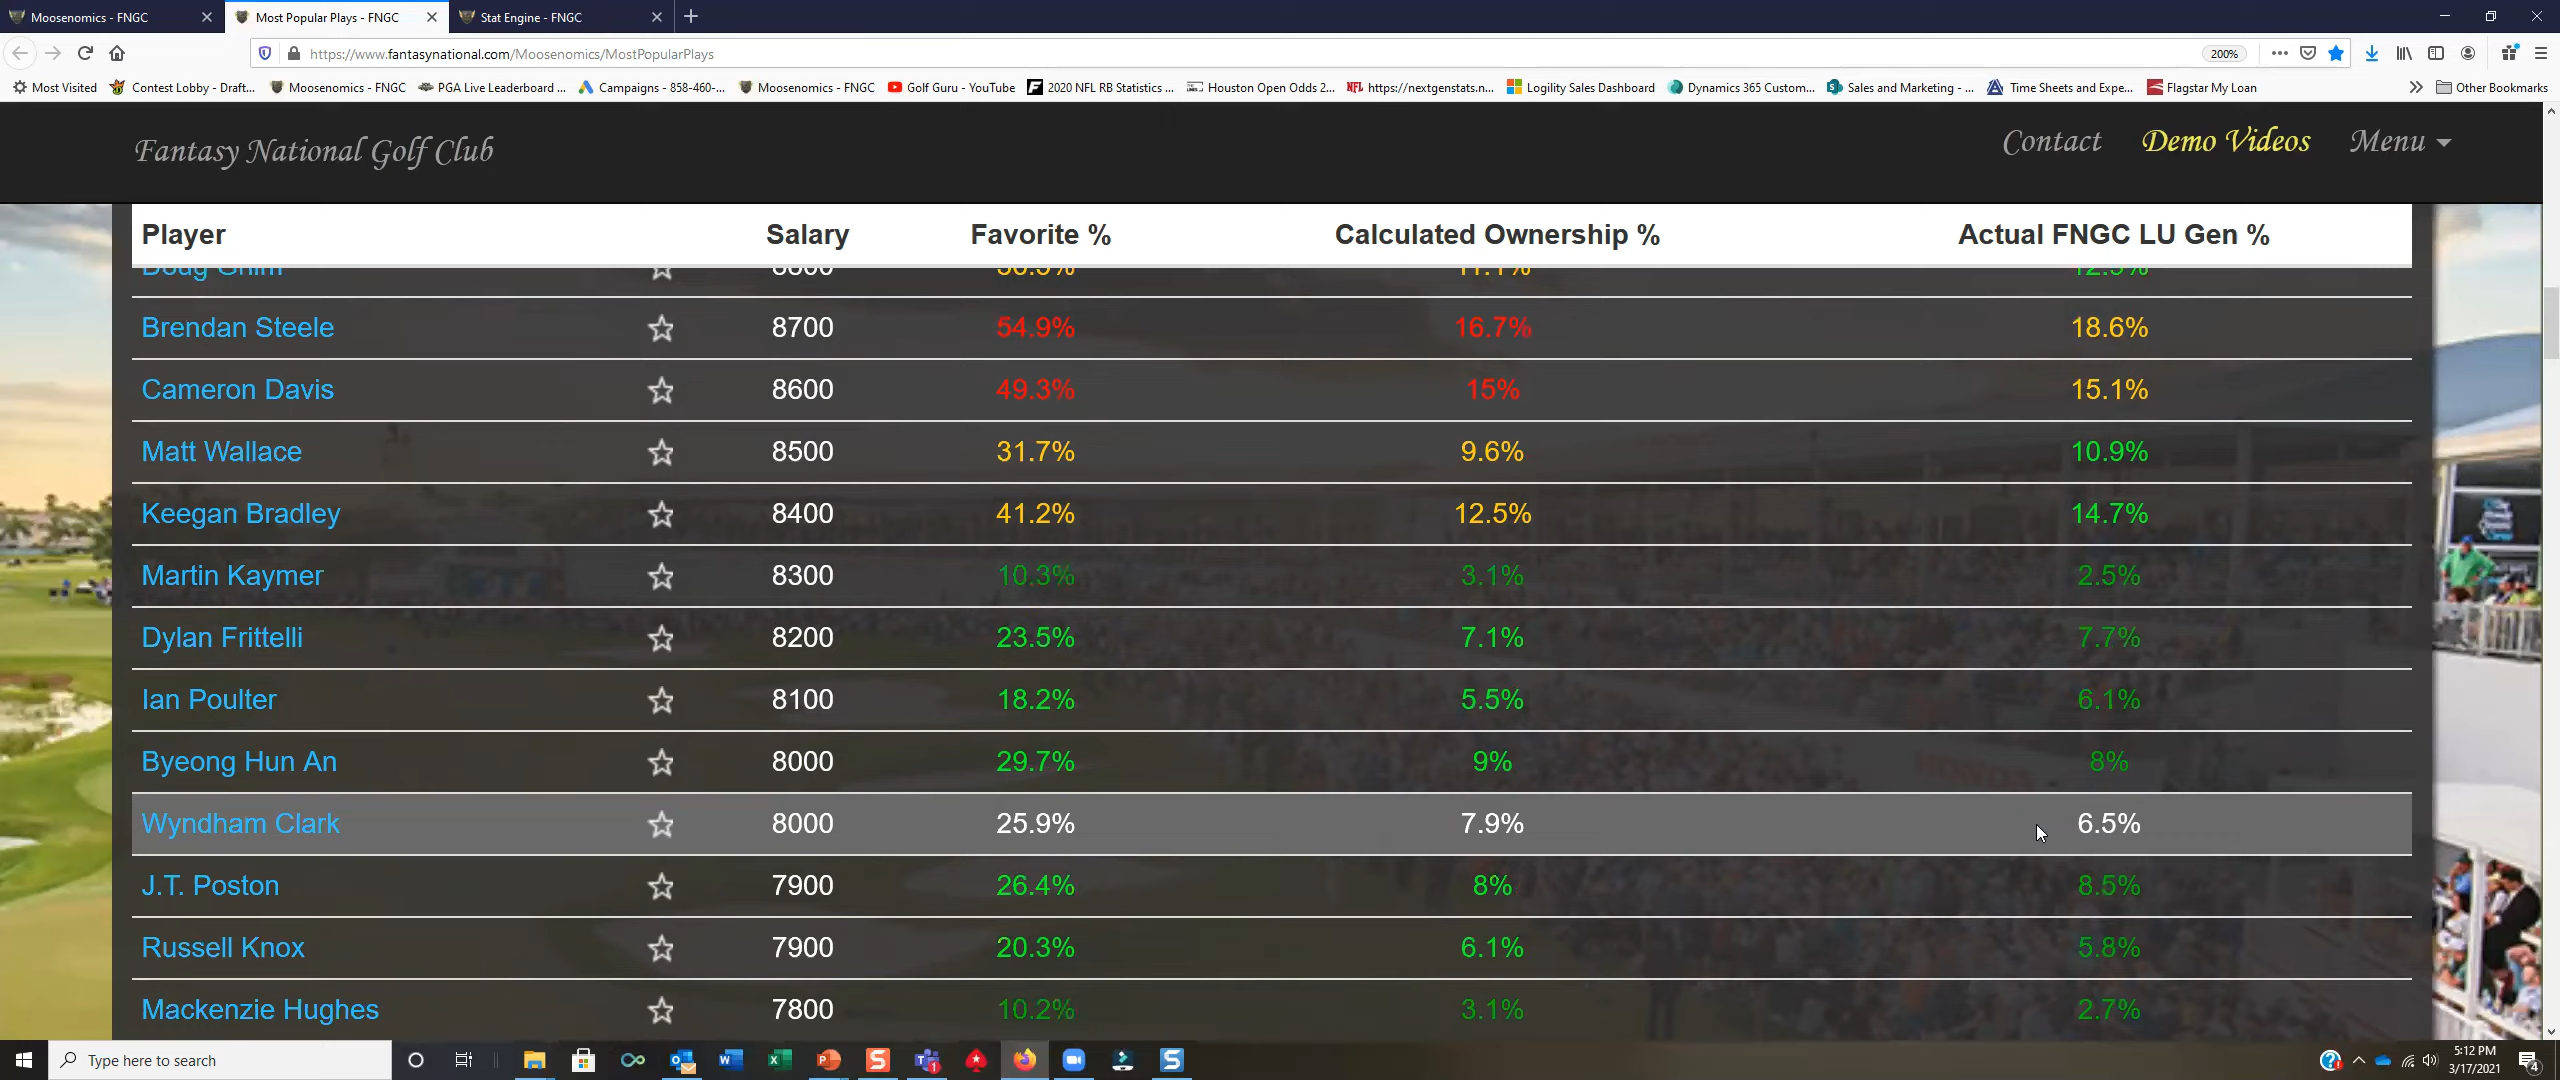 Moosenomics - FNGC
Most Popular Plays - FNGC
Stat Engine - FNGC
https://www.fantasynational.com/Moosenomics/MostPopularPlays
200%
Most Visited
Contest Lobby - Draft...
Moosenomics - FNGC
PGA Live Leaderboard ...
Campaigns - 858-460-...
Moosenomics - FNGC
Golf Guru - YouTube
2020 NFL RB Statistics ...
Houston Open Odds 2...
https://nextgenstats.n...
Logility Sales Dashboard
Dynamics 365 Custom...
Sales and Marketing - ...
Time Sheets and Expe...
Flagstar My Loan
Other Bookmarks
Fantasy National Golf Club
Contact
Demo Videos
Menu
Player Salary Favorite % Calculated Ownership % Actual FNGC LU Gen %
Brendan Steele 8700 54.9% 16.7% 18.6%
Cameron Davis 8600 49.3% 15% 15.1%
Matt Wallace 8500 31.7% 9.6% 10.9%
Keegan Bradley 8400 41.2% 12.5% 14.7%
Martin Kaymer 8300 10.3% 3.1% 2.5%
Dylan Frittelli 8200 23.5% 7.1% 7.7%
Ian Poulter 8100 18.2% 5.5% 6.1%
Byeong Hun An 8000 29.7% 9% 8%
Wyndham Clark 8000 25.9% 7.9% 6.5%
J.T. Poston 7900 26.4% 8% 8.5%
Russell Knox 7900 20.3% 6.1% 5.8%
Mackenzie Hughes 7800 10.2% 3.1% 2.7%
Type here to search
5:12 PM
3/17/2021